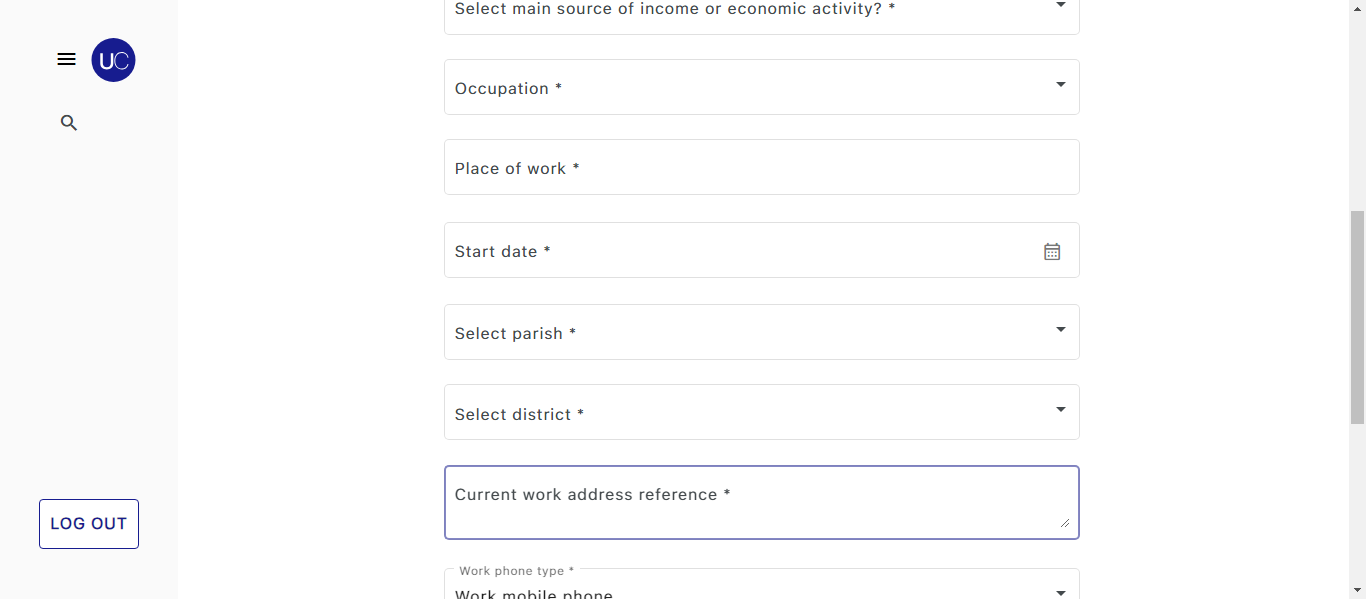 UC
LOG OUT
Select main source of income or economic activity? *
Occupation *
Place of work *
Start date *
Select parish *
Select district *
Current work address reference *
Work phone type *
Work mobile phone